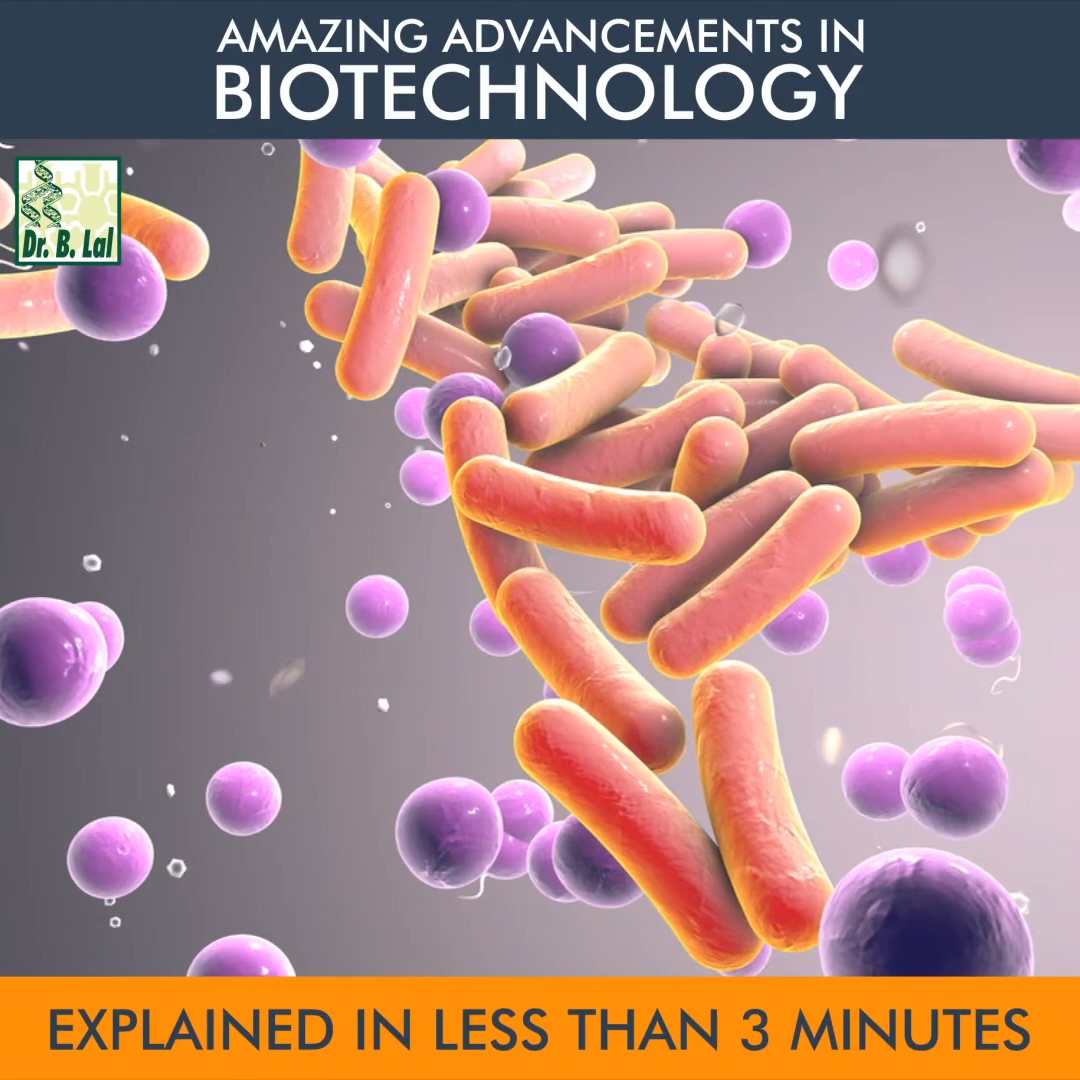 AMAZING ADVANCEMENTS IN
BIOTECHNOLOGY
Dr. B. Lal
EXPLAINED IN LESS THAN 3 MINUTES